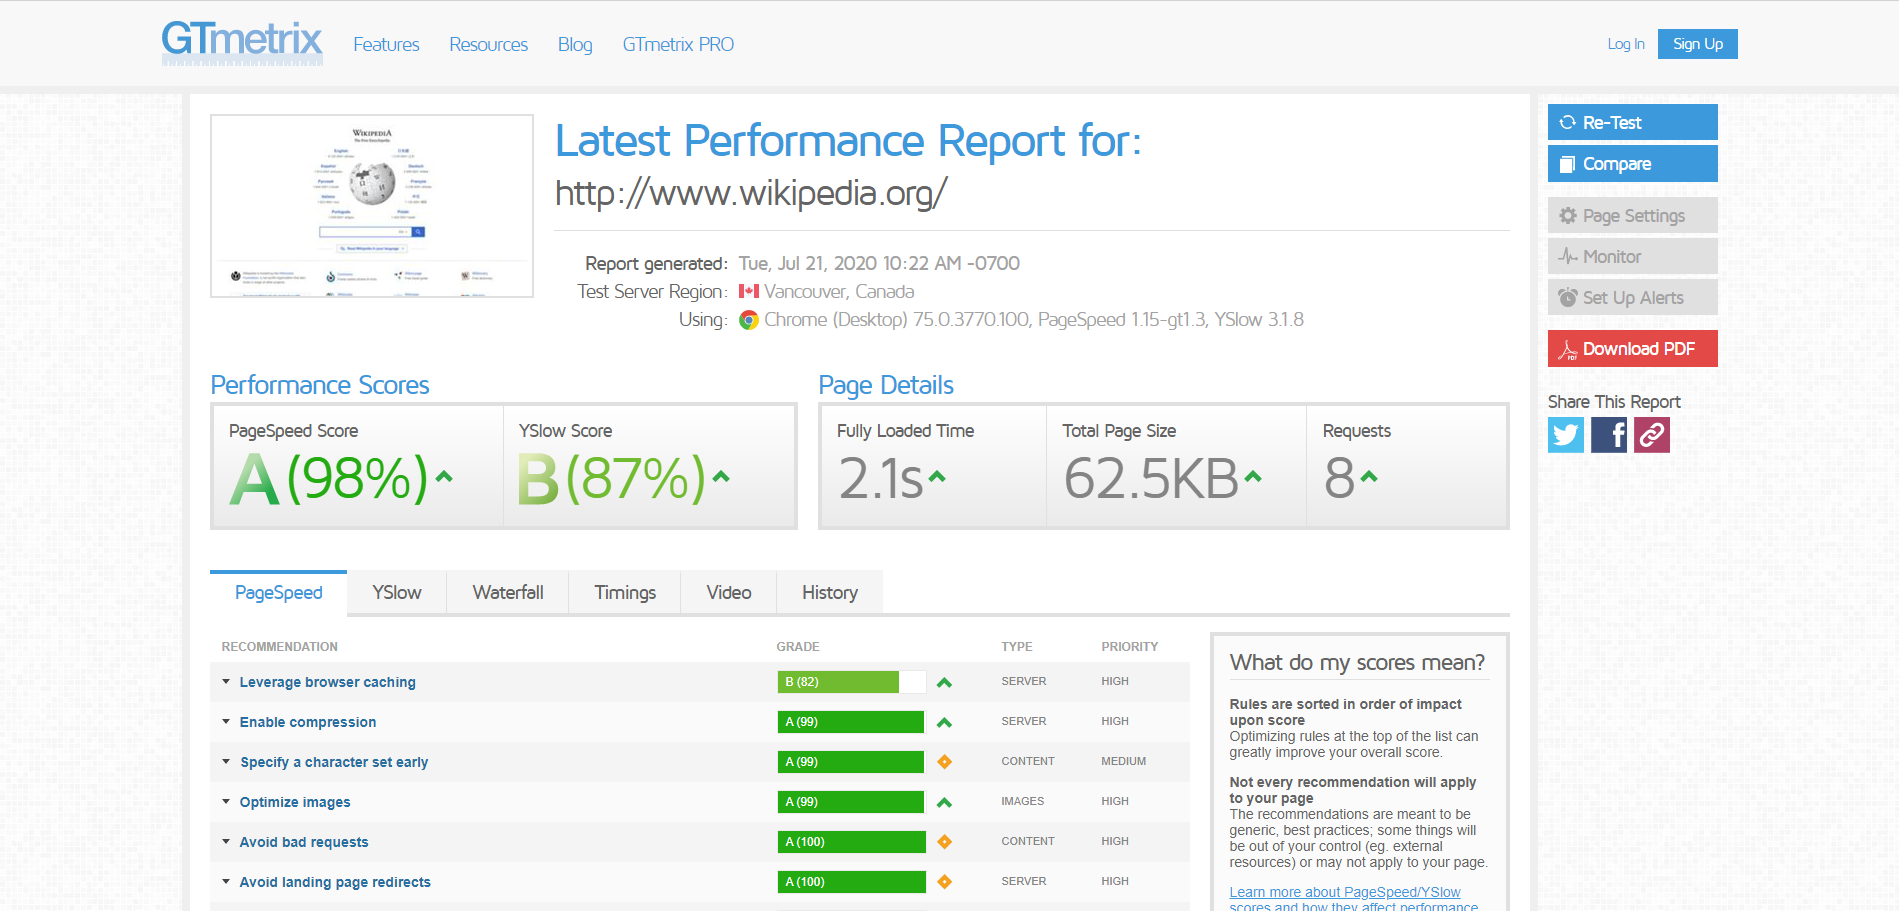 GTmetrix
Features Resources Blog GTmetrix PRO
Log In Sign Up
WIKIPEDIA
The Free Encyclopedia
Latest Performance Report for:
http://www.wikipedia.org/
Report generated: Tue, Jul 21, 2020 10:22 AM -0700
Test Server Region: Vancouver, Canada
Using: Chrome (Desktop) 75.0.3770.100, PageSpeed 1.15-gt1.3, YSlow 3.1.8
Re-Test
Compare
Page Settings
Monitor
Set Up Alerts
Download PDF
Share This Report
Performance Scores
PageSpeed Score YSlow Score
A (98%) B (87%)
Page Details
Fully Loaded Time Total Page Size Requests
2.1s 62.5KB 8
PageSpeed YSlow Waterfall Timings Video History
RECOMMENDATION GRADE TYPE PRIORITY
Leverage browser caching B (82) SERVER HIGH
Enable compression A (99) SERVER HIGH
Specify a character set early A (99) CONTENT MEDIUM
Optimize images A (99) IMAGES HIGH
Avoid bad requests A (100) CONTENT HIGH
Avoid landing page redirects A (100) SERVER HIGH
What do my scores mean?
Rules are sorted in order of impact
upon score
Optimizing rules at the top of the list can
greatly improve your overall score.
Not every recommendation will apply
to your page
The recommendations are meant to be
generic, best practices; some things will
be out of your control (eg. external
resources) or may not apply to your page.
Learn more about PageSpeed/YSlow
scores and how they affect performance